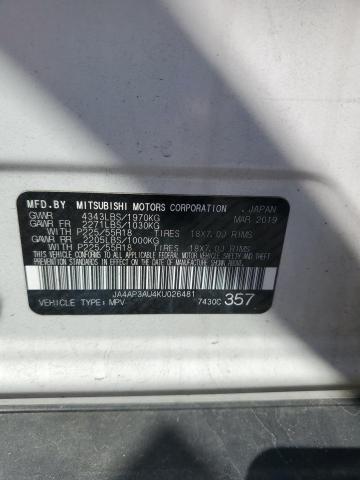 MFD.BY MITSUBISHI MOTORS CORPORATION , JAPAN
GVWR 4343LBS/1970KG MAR 2019
GAWR FR 2271LBS/1030KG
WITH P225/55R18 TIRES 18X7.0J RIMS
GAWR RR 2205LBS/1000KG
WITH P225/55R18 TIRES, 18X7.0J RIMS
THIS VEHICLE CONFORMS TO ALL APPLICABLE
FEDERAL MOTOR VEHICLE SAFETY AND THEFT
PREVENTION STANDARDS IN EFFECT ON THE
DATE OF MANUFACTURE SHOWN ABOVE.
JA4AP3AU4KU026481
VEHICLE TYPE: MPV 7430C 357